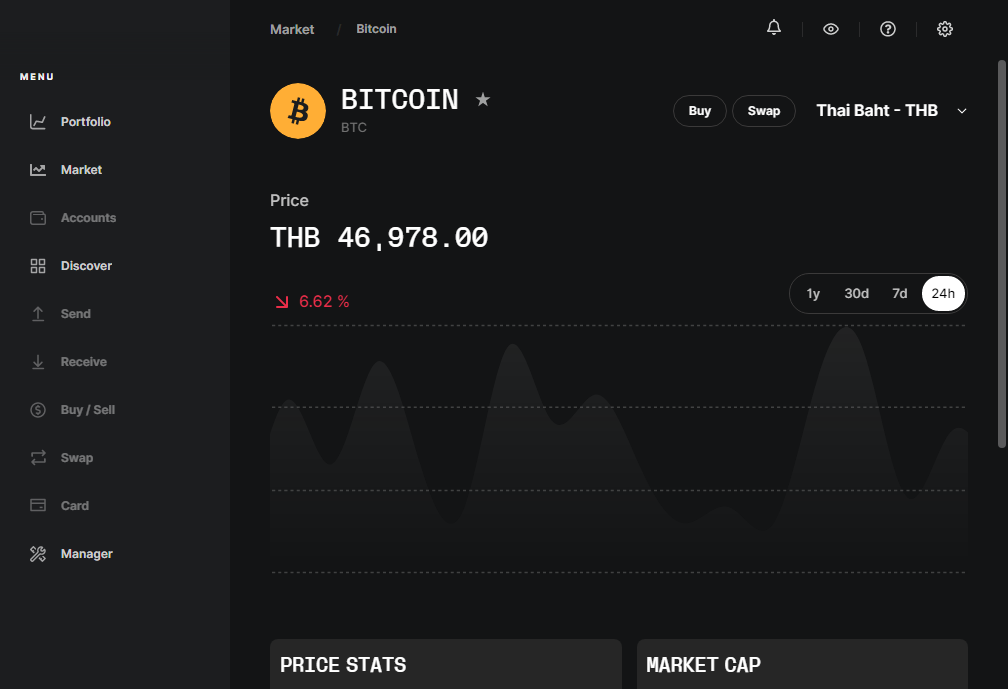 Market / Bitcoin
MENU
Portfolio
Market
Accounts
Discover
Send
Receive
Buy / Sell
Swap
Card
Manager
BITCOIN
BTC
Buy
Swap
Thai Baht - THB
Price
THB 46,978.00
6.62 %
1y 30d 7d 24h
PRICE STATS
MARKET CAP